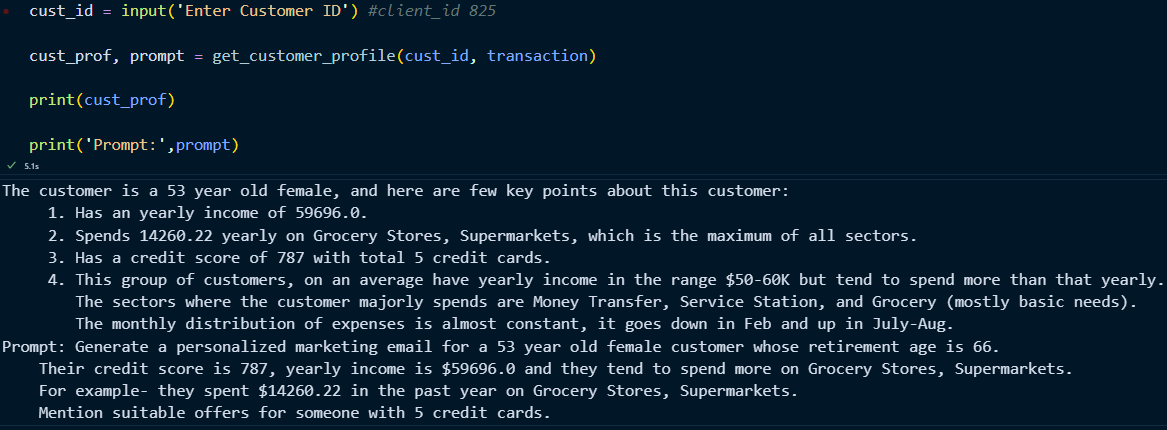 cust_id = input('Enter Customer ID') #client_id 825
cust_prof, prompt = get_customer_profile(cust_id, transaction)
print(cust_prof)
print('Prompt:',prompt)
✓ 5.1s
The customer is a 53 year old female, and here are few key points about this customer:
1. Has an yearly income of 59696.0.
2. Spends 14260.22 yearly on Grocery Stores, Supermarkets, which is the maximum of all sectors.
3. Has a credit score of 787 with total 5 credit cards.
4. This group of customers, on an average have yearly income in the range $50-60K but tend to spend more than that yearly.
The sectors where the customer majorly spends are Money Transfer, Service Station, and Grocery (mostly basic needs).
The monthly distribution of expenses is almost constant, it goes down in Feb and up in July-Aug.
Prompt: Generate a personalized marketing email for a 53 year old female customer whose retirement age is 66.
Their credit score is 787, yearly income is $59696.0 and they tend to spend more on Grocery Stores, Supermarkets.
For example- they spent $14260.22 in the past year on Grocery Stores, Supermarkets.
Mention suitable offers for someone with 5 credit cards.